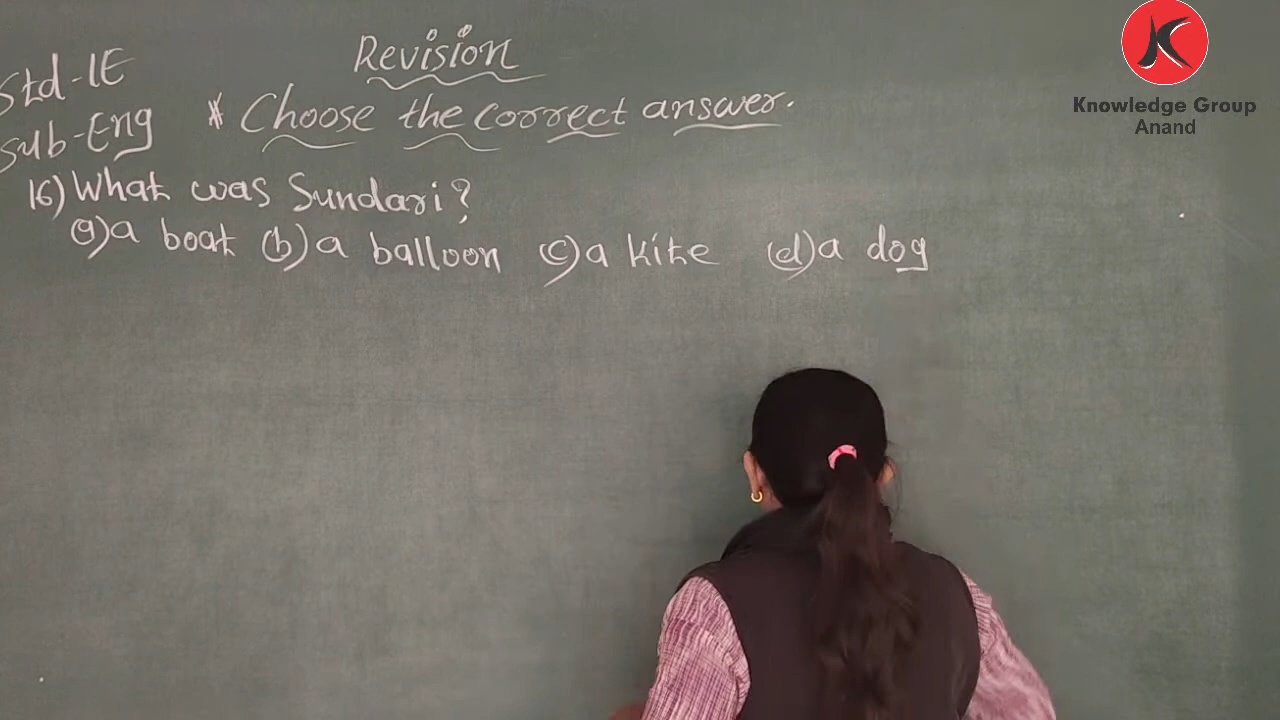 Revision
Std-IE
* Choose the correct answer.
Sub-Eng
16) What was Sundari?
(a) a boat (b) a balloon (c) a kite (d) a dog
Knowledge Group
Anand